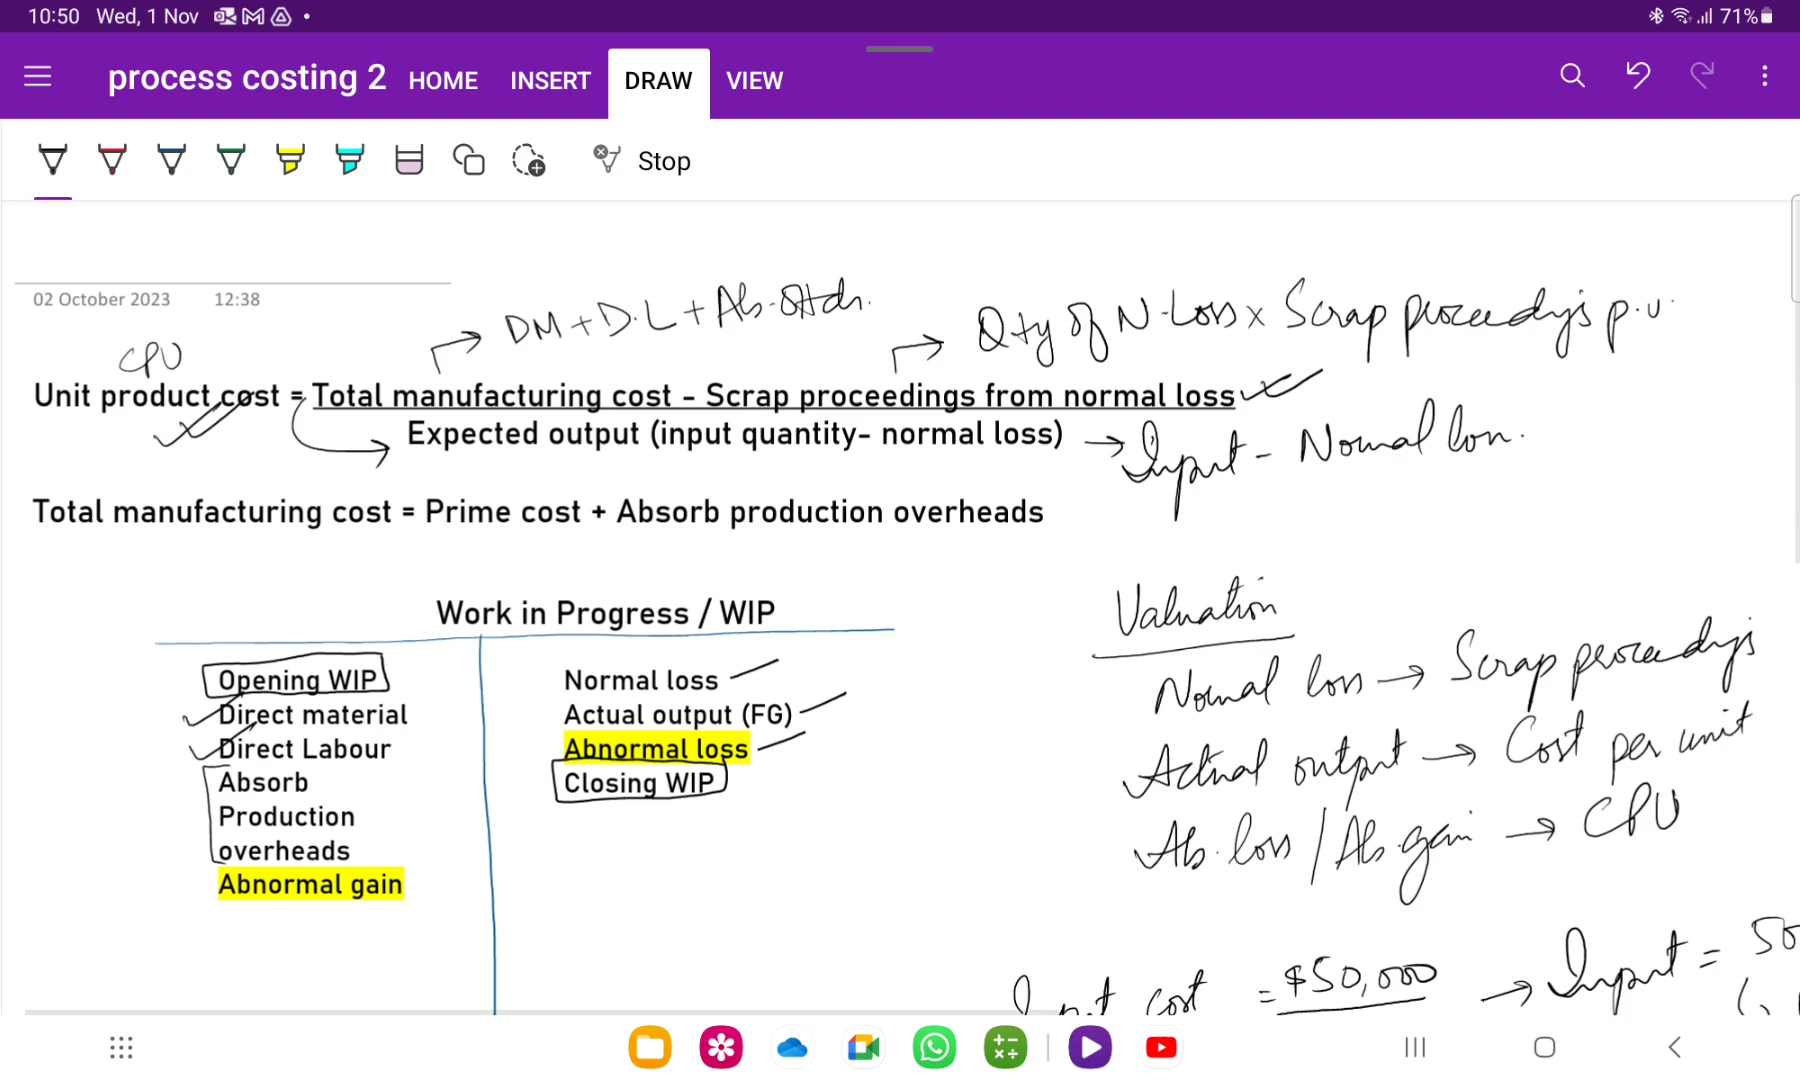 10:50 Wed, 1 Nov
71%
process costing 2 HOME INSERT DRAW VIEW
Stop
02 October 2023 12:38
DM + D.L + Ab. O
Qty of N.Loss x Scrap proceedings p.u.
CPU
Unit product cost = Total manufacturing cost - Scrap proceedings from normal loss
Expected output (input quantity- normal loss)
Input - Normal loss.
Total manufacturing cost = Prime cost + Absorb production overheads
Work in Progress / WIP
Opening WIP
Direct material
Direct Labour
Absorb
Production
overheads
Abnormal gain
Normal loss
Actual output (FG)
Abnormal loss
Closing WIP
Valuation
Normal loss → Scrap proceedings
Actual output → Cost per unit
Ab. loss / Ab. gain → CPU
Input cost = $50,000 → Input = 50